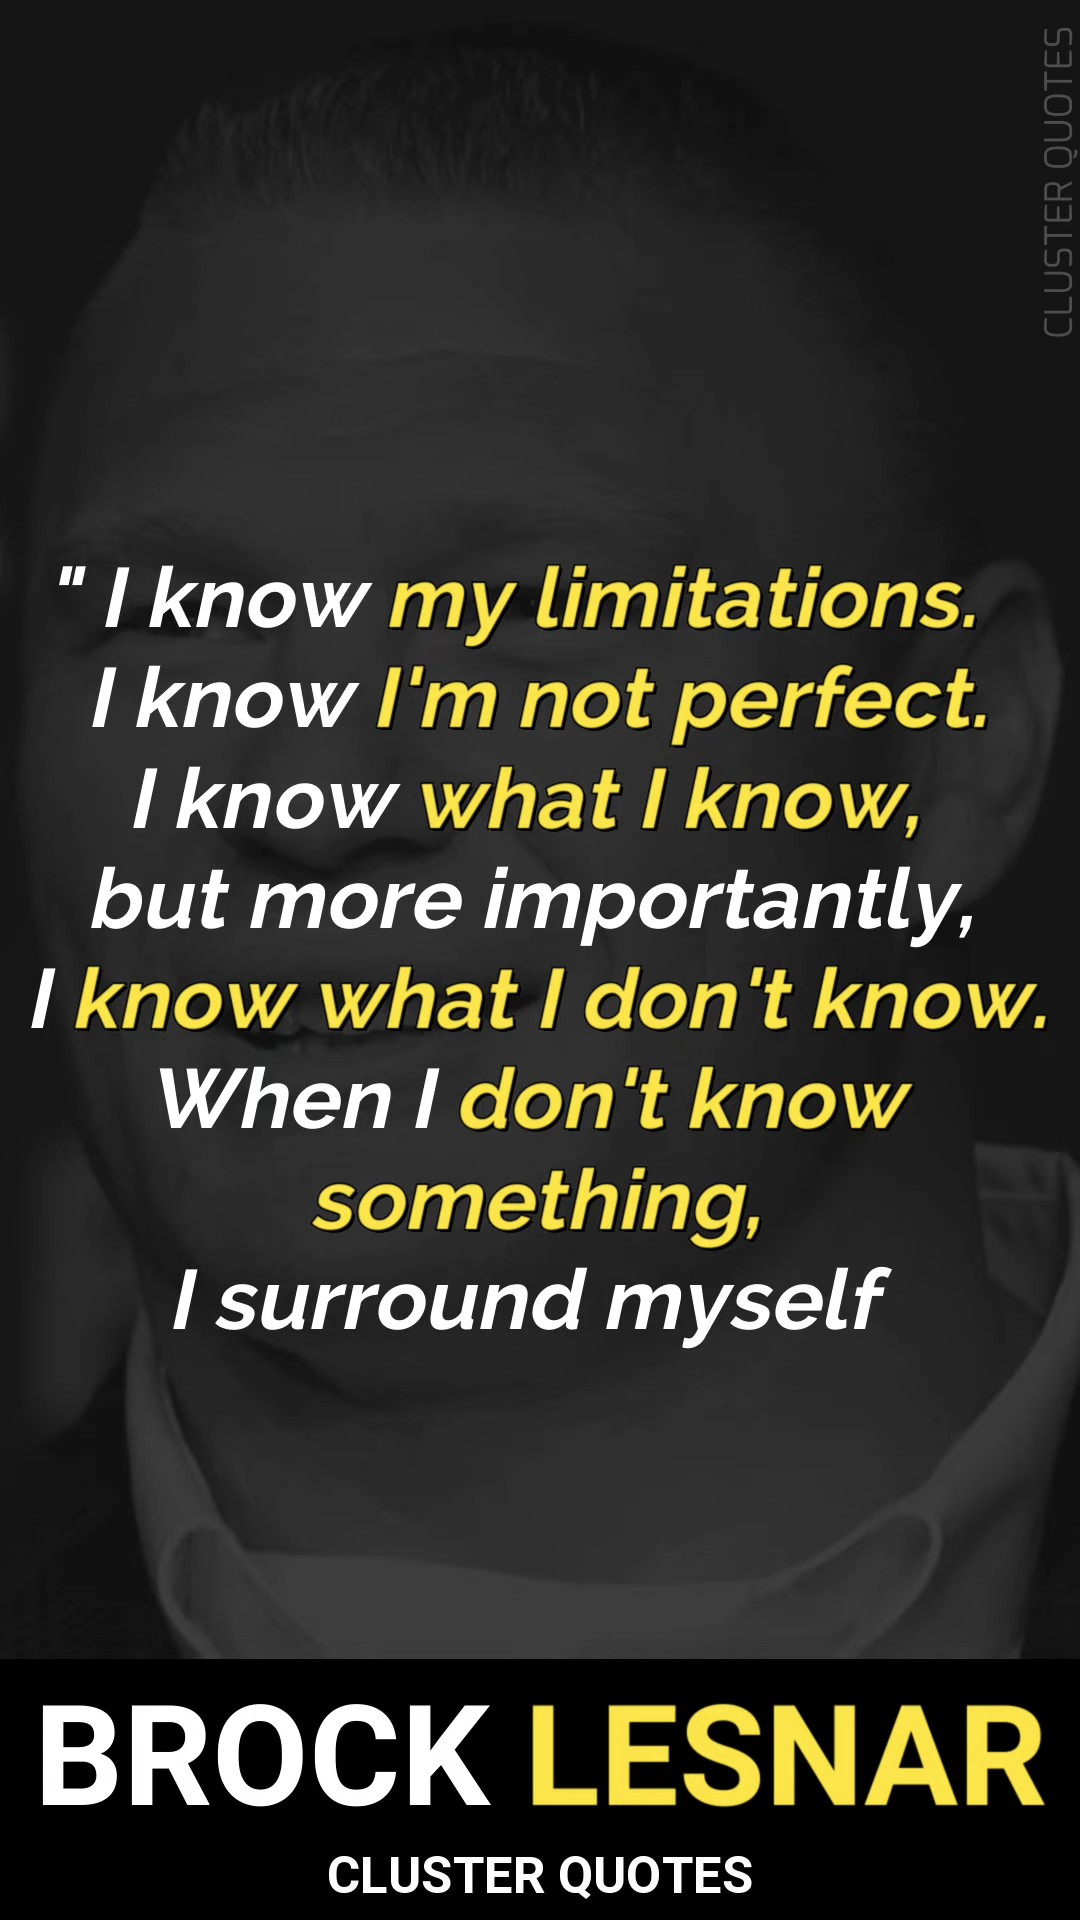 CLUSTER QUOTES
" I know my limitations.
I know I'm not perfect.
I know what I know,
but more importantly,
I know what I don't know.
When I don't know
something,
I surround myself
BROCK LESNAR
CLUSTER QUOTES